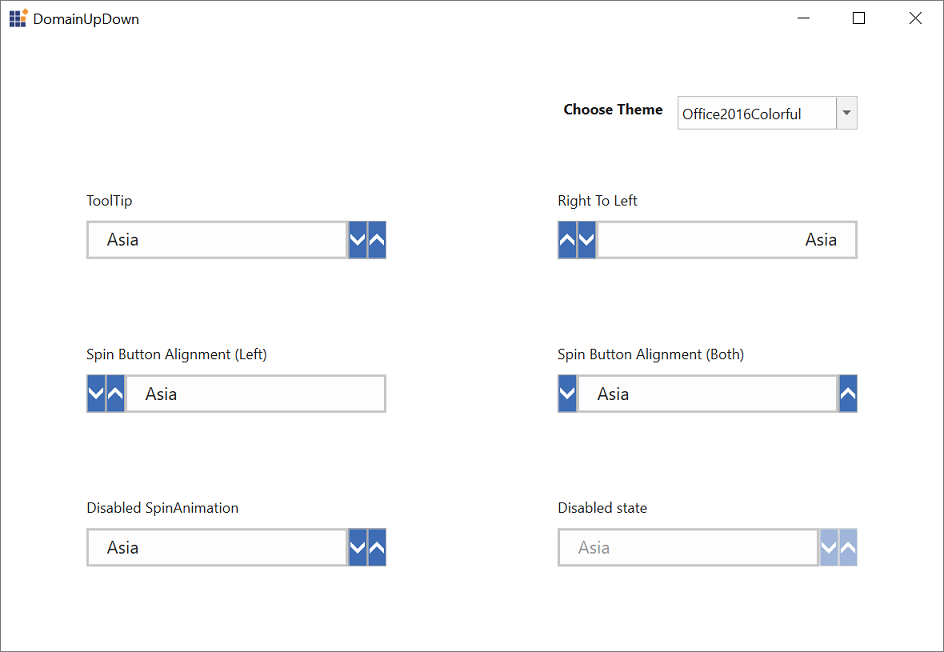 DomainUpDown
Choose Theme Office2016Colorful
ToolTip Right To Left
Asia Asia
Spin Button Alignment (Left) Spin Button Alignment (Both)
Asia Asia
Disabled SpinAnimation Disabled state
Asia Asia